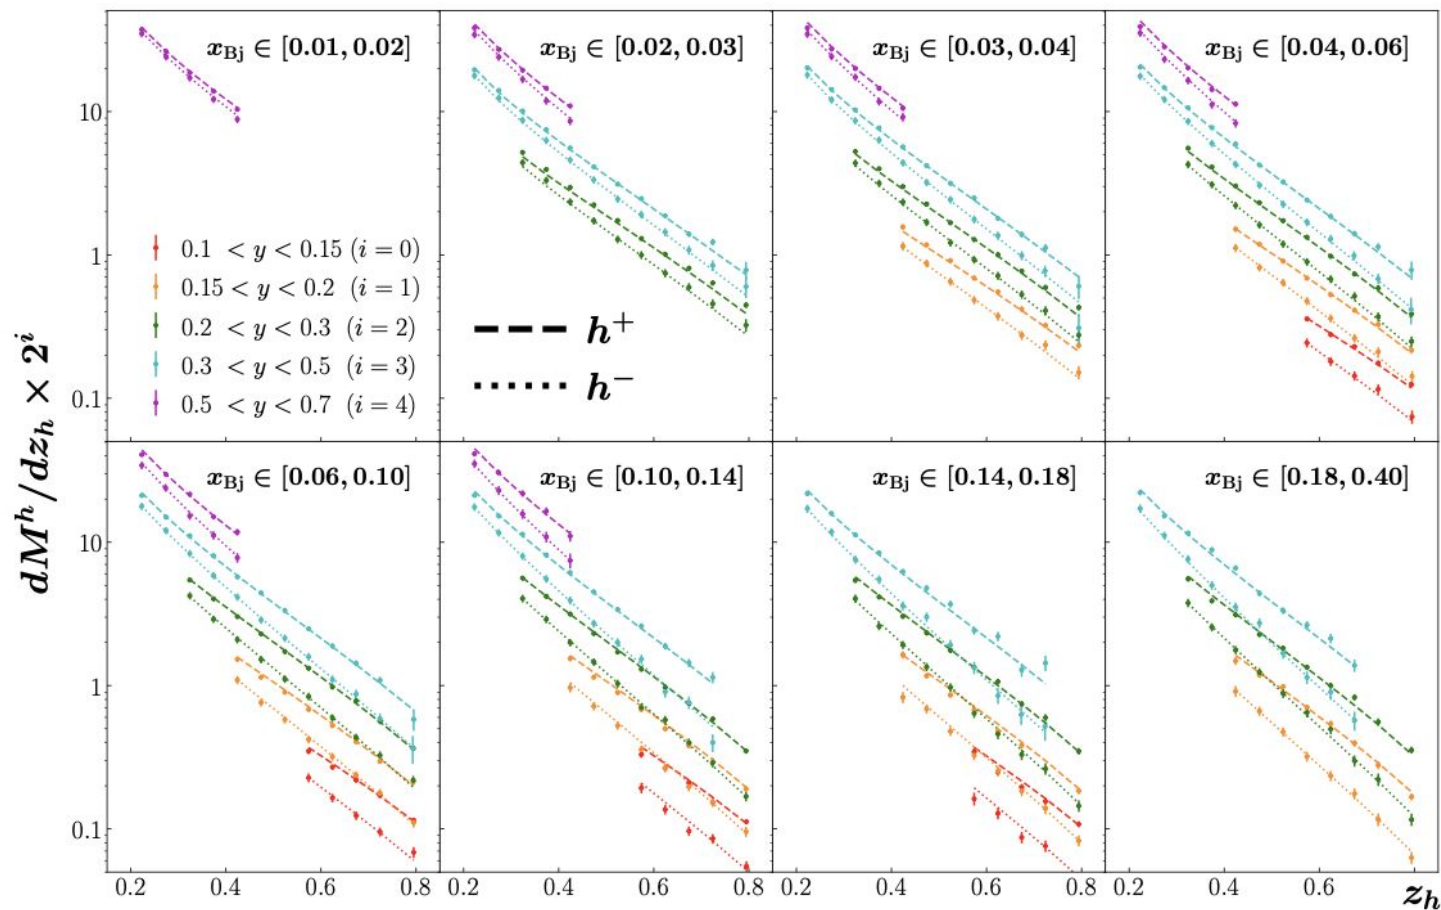 x_Bj ∈ [0.01, 0.02]
x_Bj ∈ [0.02, 0.03]
x_Bj ∈ [0.03, 0.04]
x_Bj ∈ [0.04, 0.06]
10
1
0.1
0.1 < y < 0.15 (i = 0)
0.15 < y < 0.2 (i = 1)
0.2 < y < 0.3 (i = 2)
0.3 < y < 0.5 (i = 3)
0.5 < y < 0.7 (i = 4)
h⁺
h⁻
dM^h/dz_h × 2^i
x_Bj ∈ [0.06, 0.10]
x_Bj ∈ [0.10, 0.14]
x_Bj ∈ [0.14, 0.18]
x_Bj ∈ [0.18, 0.40]
10
1
0.1
0.2 0.4 0.6 0.8 0.2 0.4 0.6 0.8 0.2 0.4 0.6 0.8 0.2 0.4 0.6 z_h